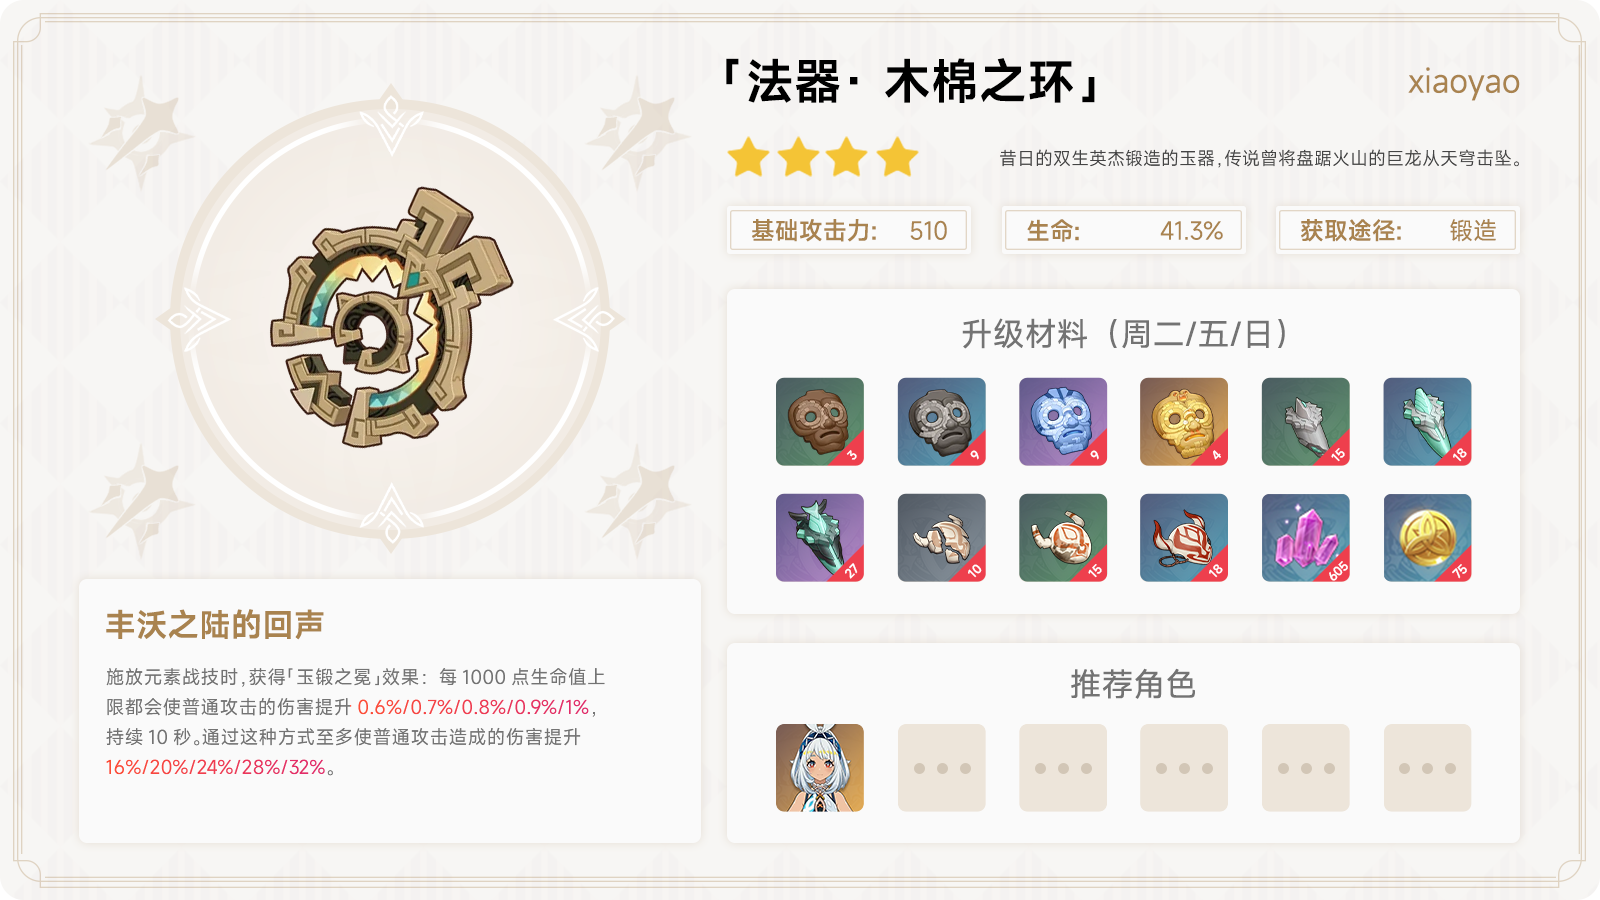 「法器· 木棉之环」
xiaoyao
昔日的双生英杰锻造的玉器,传说曾将盘踞火山的巨龙从天穹击坠。
基础攻击力: 510
生命: 41.3%
获取途径: 锻造
升级材料（周二/五/日）
3 9 9 4 15 18
27 10 15 18 605 75
丰沃之陆的回声
施放元素战技时,获得「玉锻之冕」效果：每 1000 点生命值上
限都会使普通攻击的伤害提升 0.6%/0.7%/0.8%/0.9%/1%,
持续 10 秒。通过这种方式至多使普通攻击造成的伤害提升
16%/20%/24%/28%/32%。
推荐角色